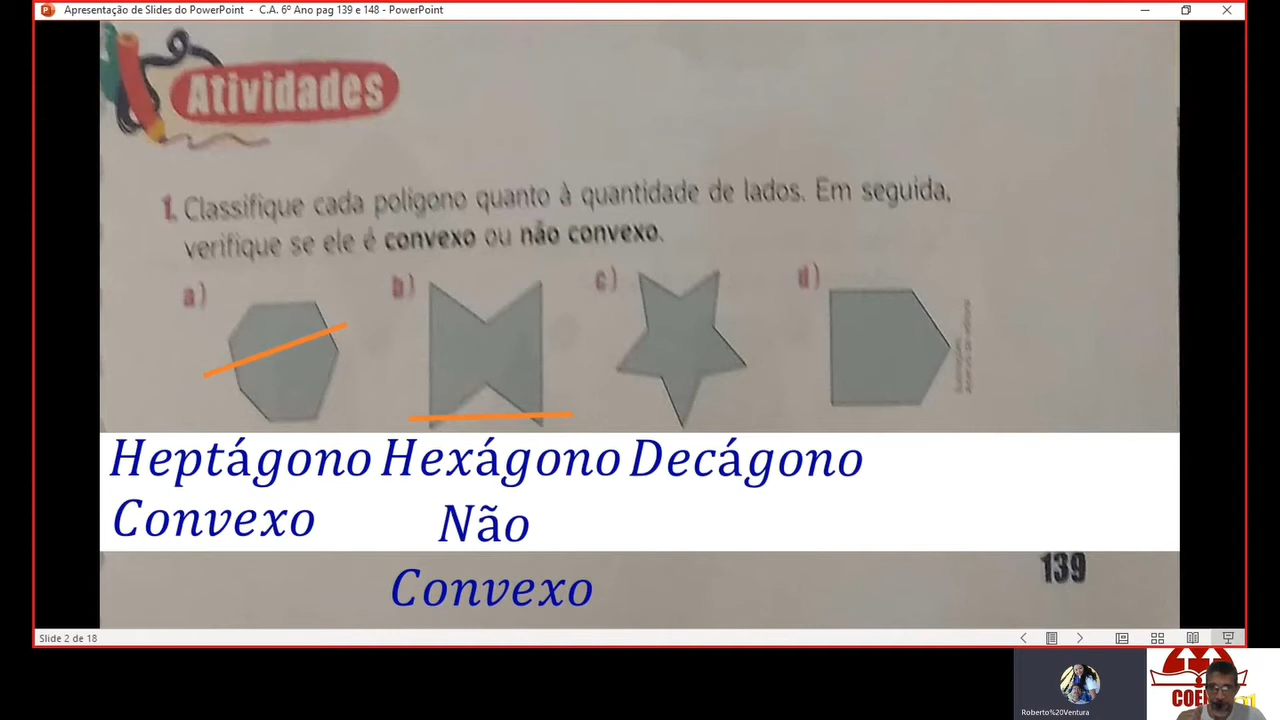 Apresentação de Slides do PowerPoint - C.A. 6º Ano pag 139 e 148 - PowerPoint
Atividades
1. Classifique cada polígono quanto à quantidade de lados. Em seguida,
verifique se ele é convexo ou não convexo.
a) b) c) d)
Heptágono Hexágono Decágono
Convexo Não
Convexo
139
Slide 2 de 18
Roberto%20Ventura